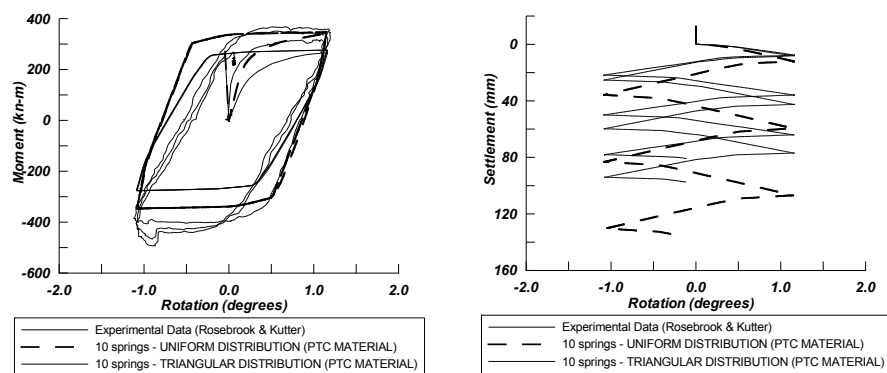 400
200
0
200
-400
-600
Moment (kn-m)
-2.0 -1.0 0.0 1.0 2.0
Rotation (degrees)
Experimental Data (Rosebrook & Kutter)
10 springs - UNIFORM DISTRIBUTION (PTC MATERIAL)
10 springs - TRIANGULAR DISTRIBUTION (PTC MATERIAL)
0
40
80
120
160
Settlement (mm)
-2.0 -1.0 0.0 1.0 2.0
Rotation (degrees)
Experimental Data (Rosebrook & Kutter)
10 springs - UNIFORM DISTRIBUTION (PTC MATERIAL)
10 springs - TRIANGULAR DISTRIBUTION (PTC MATERIAL)